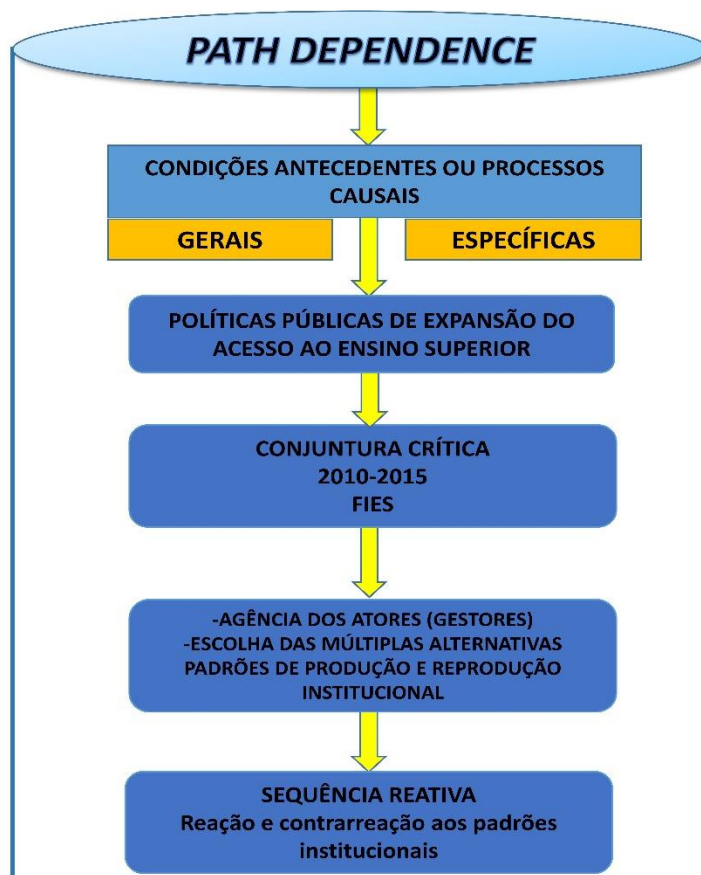 PATH DEPENDENCE
CONDIÇÕES ANTECEDENTES OU PROCESSOS
CAUSAIS
GERAIS
ESPECÍFICAS
POLÍTICAS PÚBLICAS DE EXPANSÃO DO
ACESSO AO ENSINO SUPERIOR
CONJUNTURA CRÍTICA
2010-2015
FIES
-AGÊNCIA DOS ATORES (GESTORES)
-ESCOLHA DAS MÚLTIPLAS ALTERNATIVAS
PADRÕES DE PRODUÇÃO E REPRODUÇÃO
INSTITUCIONAL
SEQUÊNCIA REATIVA
Reação e contrarreação aos padrões
institucionais